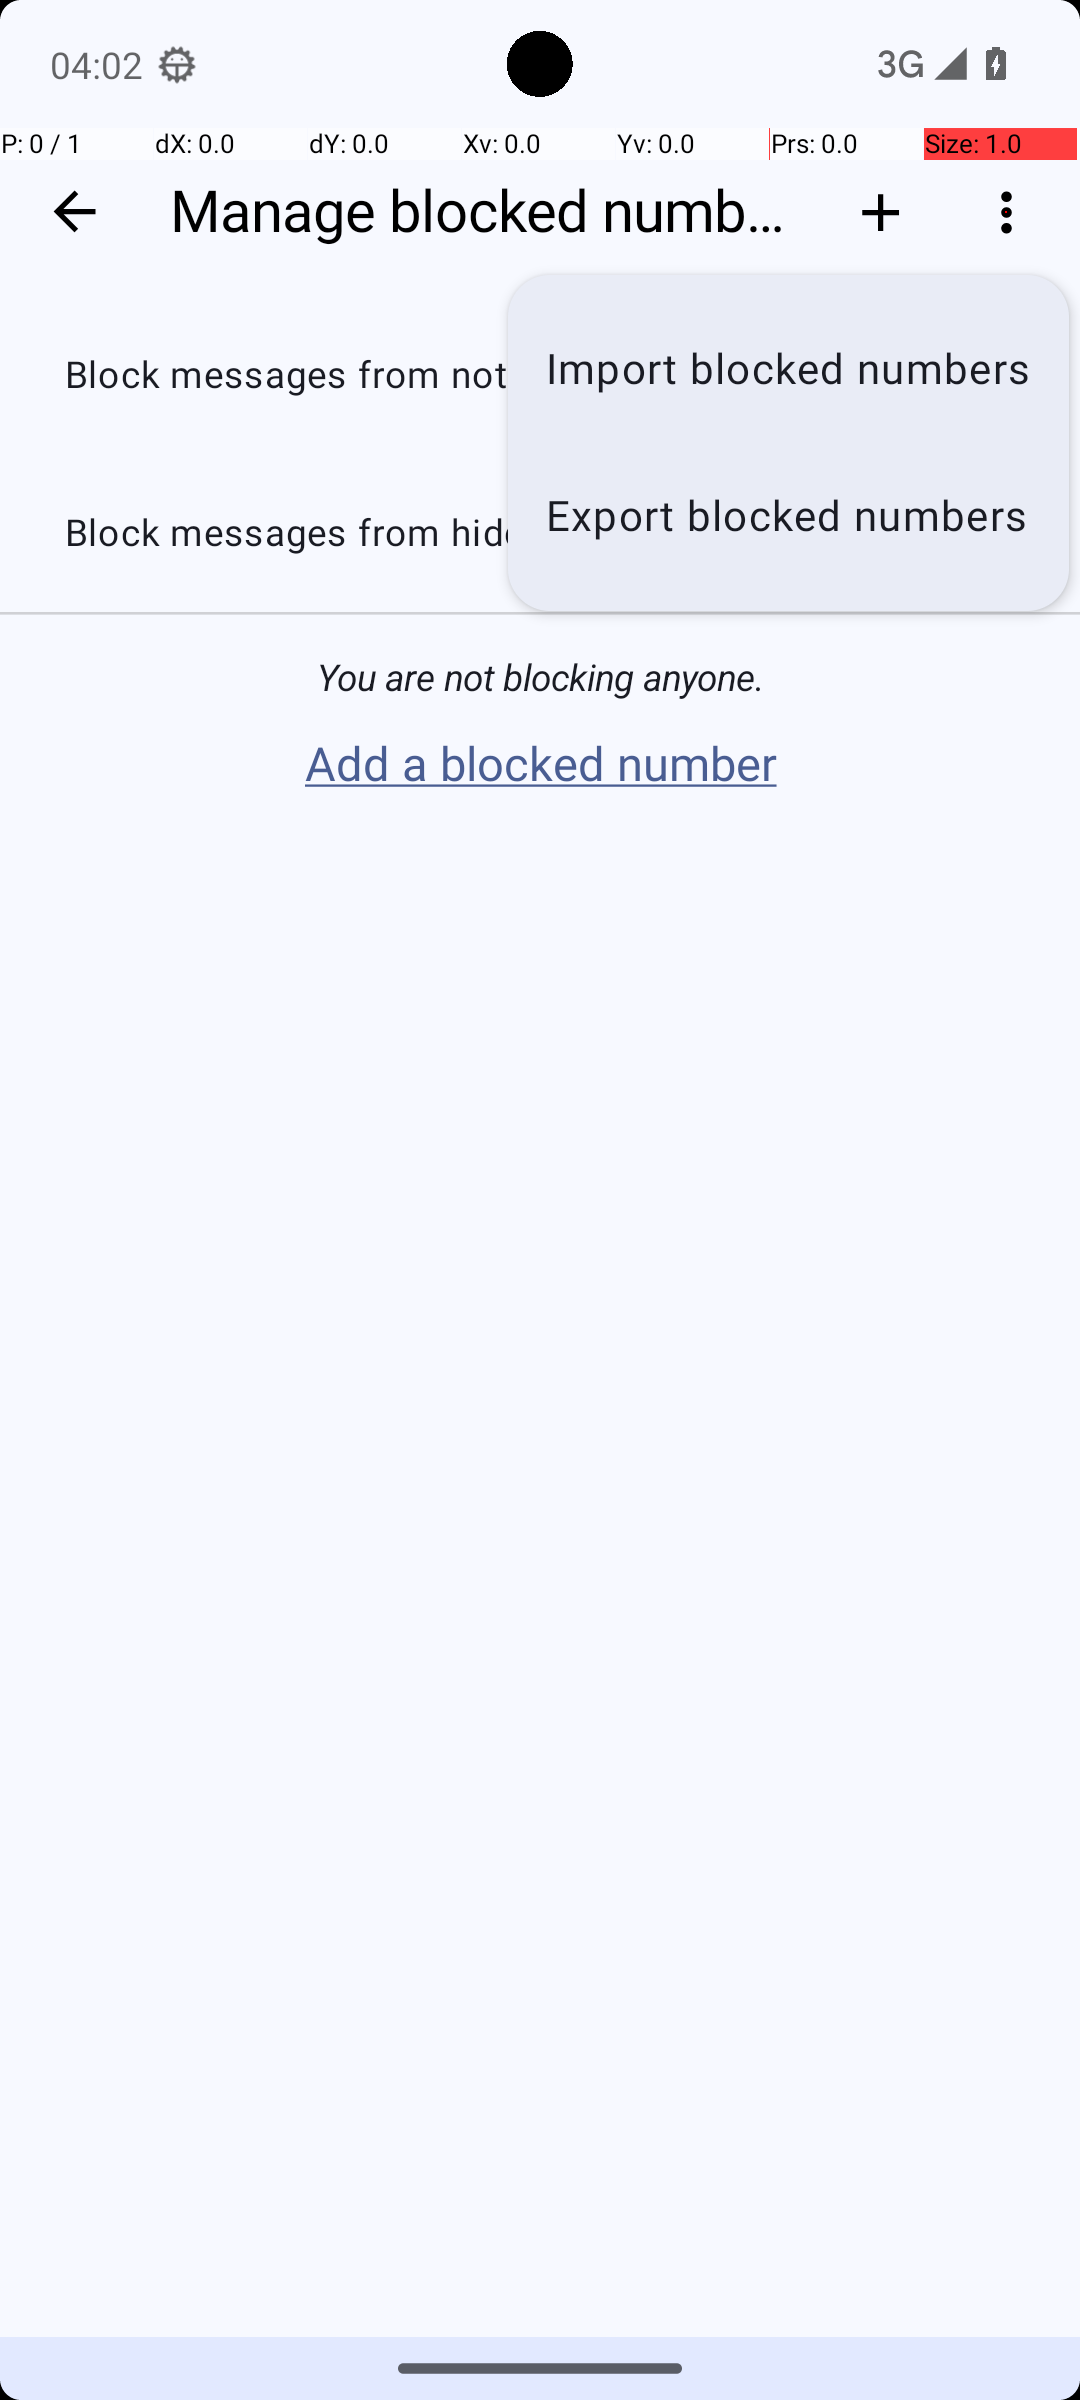 04:02
3G
P: 0 / 1
dX: 0.0
dY: 0.0
Xv: 0.0
Yv: 0.0
Prs: 0.0
Size: 1.0
Manage blocked numb…
Import blocked numbers
Block messages from not
Export blocked numbers
Block messages from hid
You are not blocking anyone.
Add a blocked number